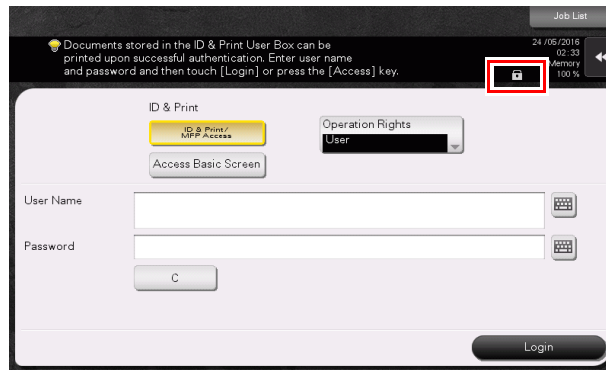 Job List
Documents stored in the ID & Print User Box can be
printed upon successful authentication. Enter user name
and password and then touch [Login] or press the [Access] key.
24 /05/2016
02:33
Memory
100 %
ID & Print
ID & Print/
MFP Access
Operation Rights
User
Access Basic Screen
User Name
Password
C
Login